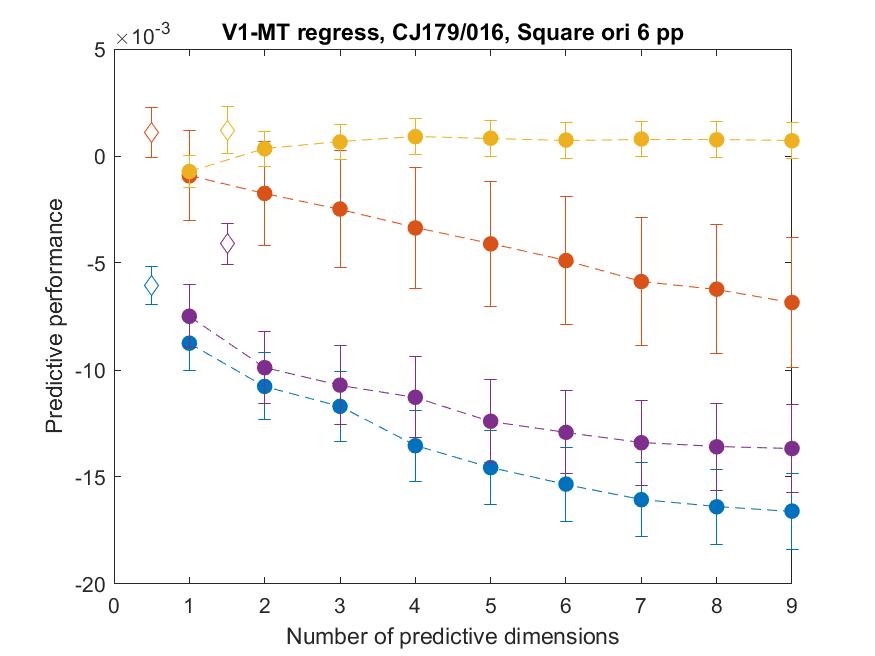 ×10-3
V1-MT regress, CJ179/016, Square ori 6 pp
5
0
-5
-10
-15
-20
Predictive performance
0 1 2 3 4 5 6 7 8 9
Number of predictive dimensions